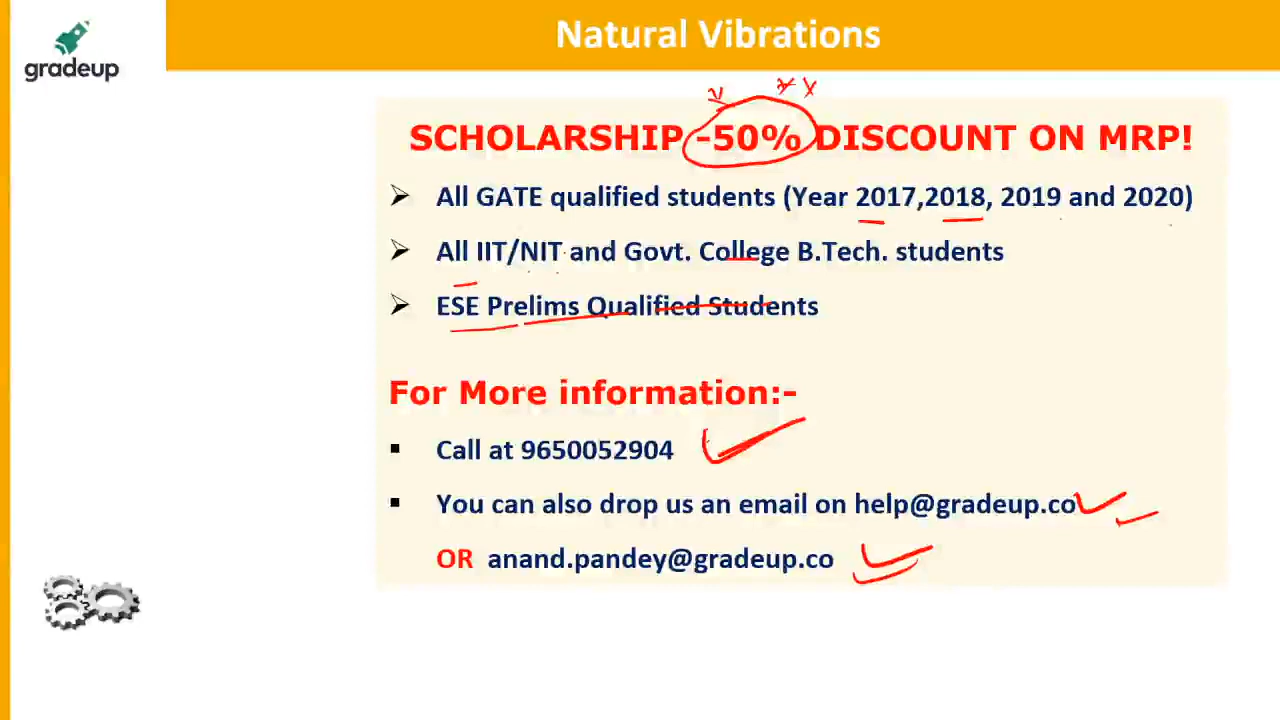 Natural Vibrations
gradeup
SCHOLARSHIP -50% DISCOUNT ON MRP!
All GATE qualified students (Year 2017,2018, 2019 and 2020)
All IIT/NIT and Govt. College B.Tech. students
ESE Prelims Qualified Students
For More information:-
Call at 9650052904
You can also drop us an email on help@gradeup.co
OR anand.pandey@gradeup.co